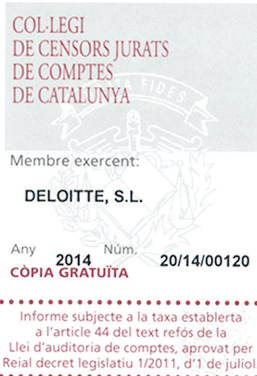 COL·LEGI
DE CENSORS JURATS
DE COMPTES
DE CATALUNYA
PUBLICA FIDES
Membre exercent:
DELOITTE, S.L.
Any 2014 Núm. 20/14/00120
CÒPIA GRATUÏTA
Informe subjecte a la taxa establerta
a l'article 44 del text refós de la
Llei d'auditoria de comptes, aprovat per
Reial decret legislatiu 1/2011, d'1 de juliol